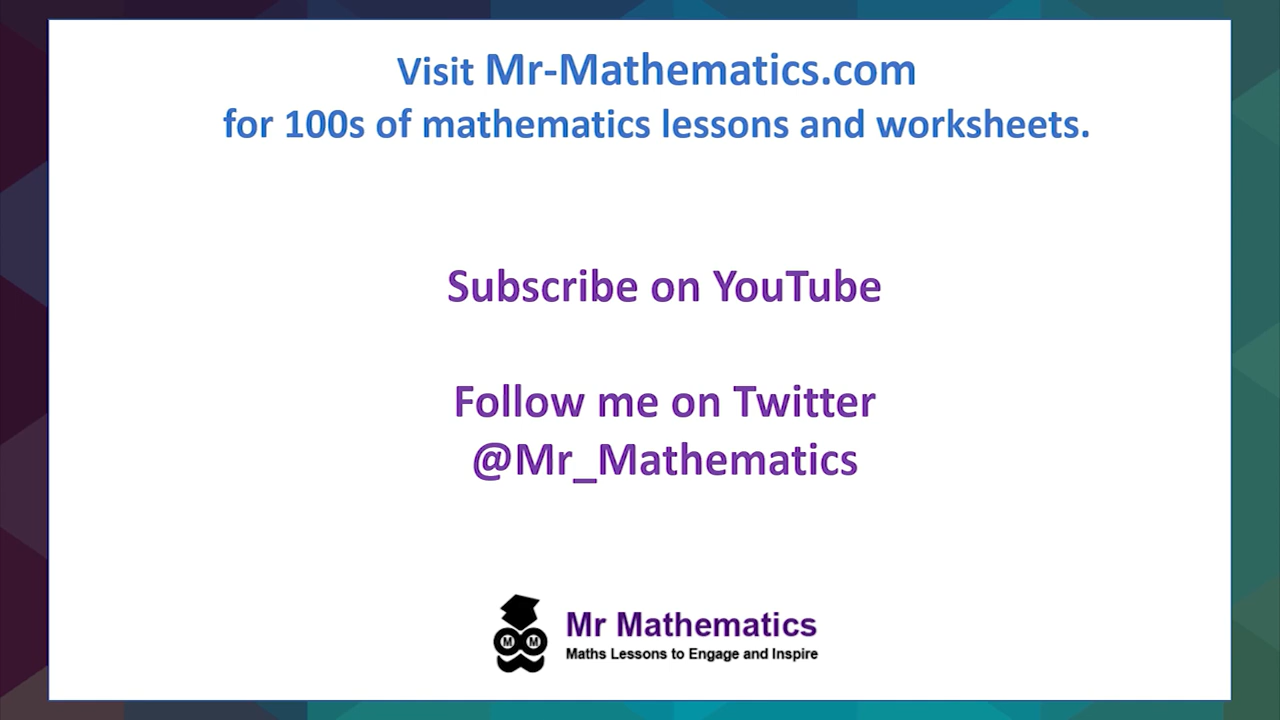 Visit Mr-Mathematics.com
for 100s of mathematics lessons and worksheets.
Subscribe on YouTube
Follow me on Twitter
@Mr_Mathematics
M M
Mr Mathematics
Maths Lessons to Engage and Inspire